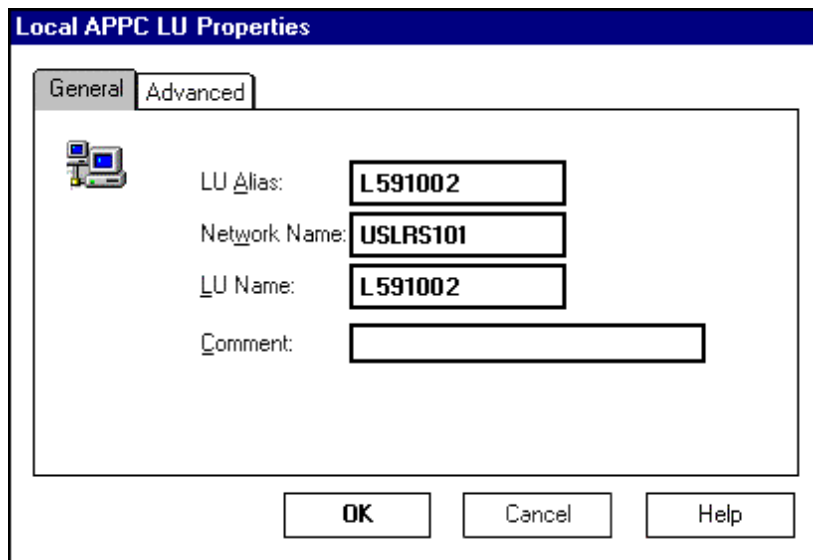 Local APPC LU Properties
General Advanced
LU Alias: L591002
Network Name: USLRS101
LU Name: L591002
Comment:
OK Cancel Help